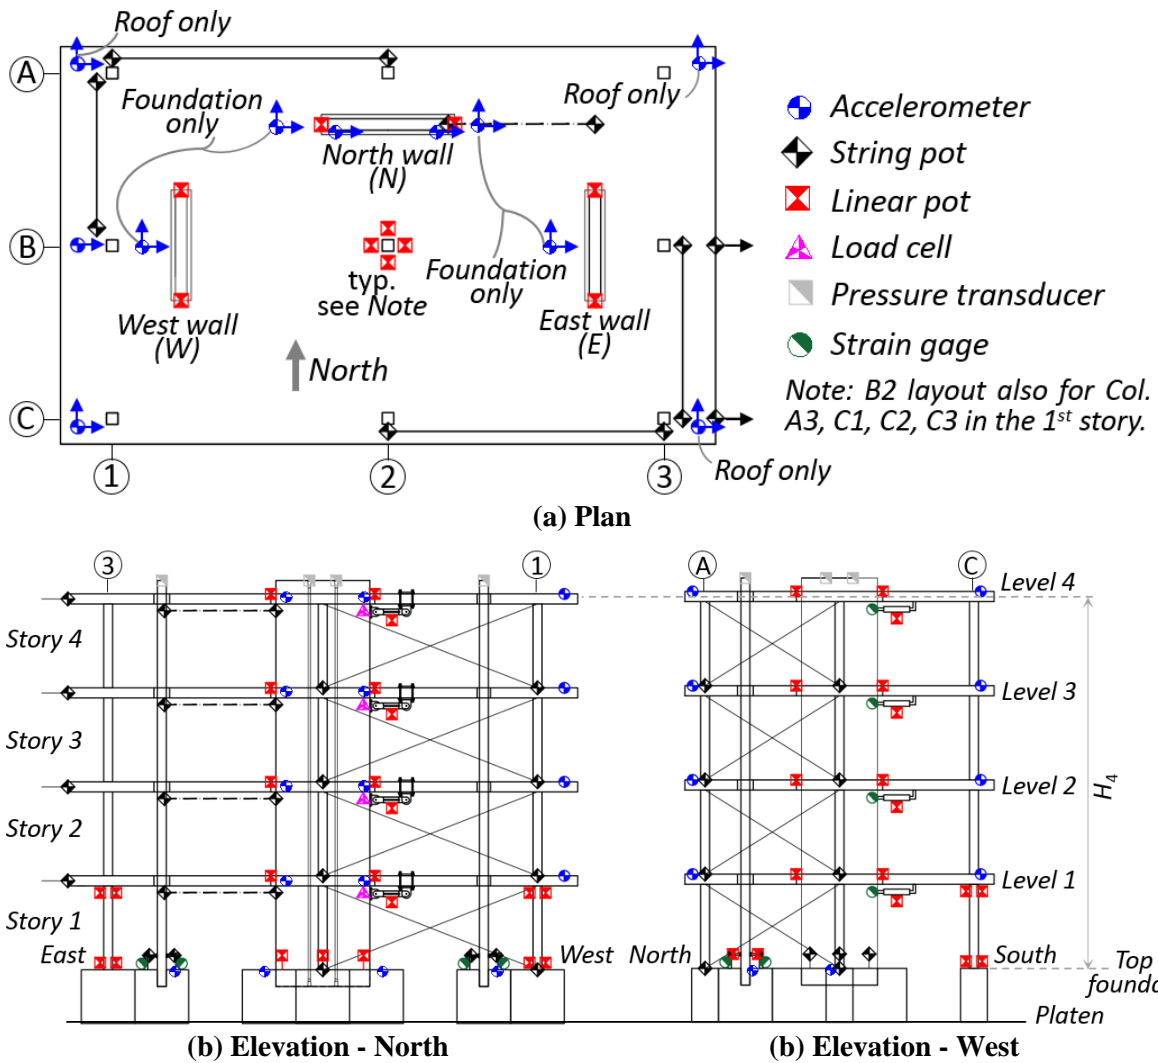 Roof only
A
Foundation
only
Roof only
North wall
(N)
B
typ.
see Note
Foundation
only
West wall
(W)
East wall
(E)
North
C
1
2
3
Roof only
Accelerometer
String pot
Linear pot
Load cell
Pressure transducer
Strain gage
Note: B2 layout also for Col.
A3, C1, C2, C3 in the 1st story.
(a) Plan
3
1
Story 4
Story 3
Story 2
Story 1
East
West
(b) Elevation - North
A
C
Level 4
Level 3
Level 2
Level 1
H4
North
South
Top
founda
Platen
(b) Elevation - West